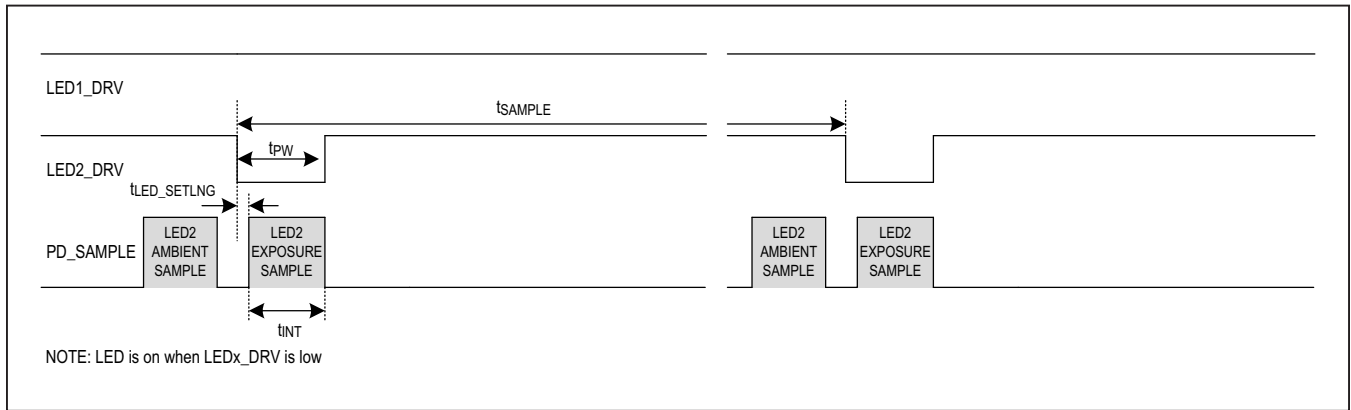 LED1_DRV
tSAMPLE
tPW
LED2_DRV
tLED_SETLNG
PD_SAMPLE
LED2
AMBIENT
SAMPLE
LED2
EXPOSURE
SAMPLE
LED2
AMBIENT
SAMPLE
LED2
EXPOSURE
SAMPLE
tINT
NOTE: LED is on when LEDx_DRV is low